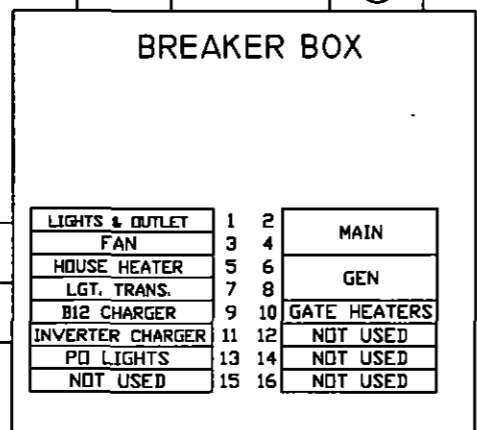 BREAKER BOX
LIGHTS & OUTLET 1 2 MAIN
FAN 3 4
HOUSE HEATER 5 6 GEN
LGT. TRANS. 7 8
B12 CHARGER 9 10 GATE HEATERS
INVERTER CHARGER 11 12 NOT USED
PO LIGHTS 13 14 NOT USED
NOT USED 15 16 NOT USED